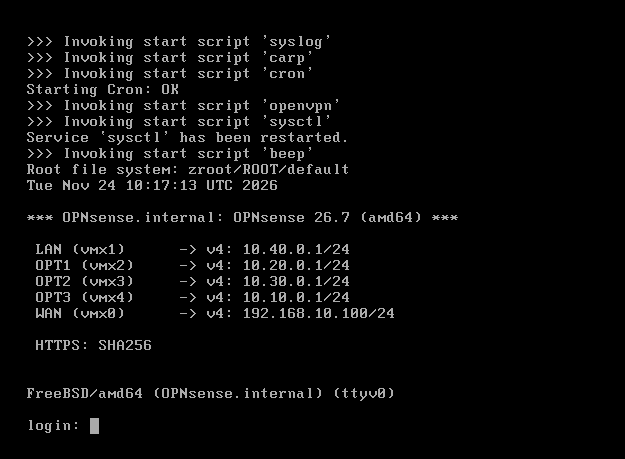 >>> Invoking start script 'syslog'
>>> Invoking start script 'carp'
>>> Invoking start script 'cron'
Starting Cron: OK
>>> Invoking start script 'openvpn'
>>> Invoking start script 'sysctl'
Service `sysctl' has been restarted.
>>> Invoking start script 'beep'
Root file system: zroot/ROOT/default
Tue Nov 24 10:17:13 UTC 2026
*** OPNsense.internal: OPNsense 26.7 (amd64) ***
LAN (vmx1) -> v4: 10.40.0.1/24
OPT1 (vmx2) -> v4: 10.20.0.1/24
OPT2 (vmx3) -> v4: 10.30.0.1/24
OPT3 (vmx4) -> v4: 10.10.0.1/24
WAN (vmx0) -> v4: 192.168.10.100/24
HTTPS: SHA256
FreeBSD/amd64 (OPNsense.internal) (ttyv0)
login: